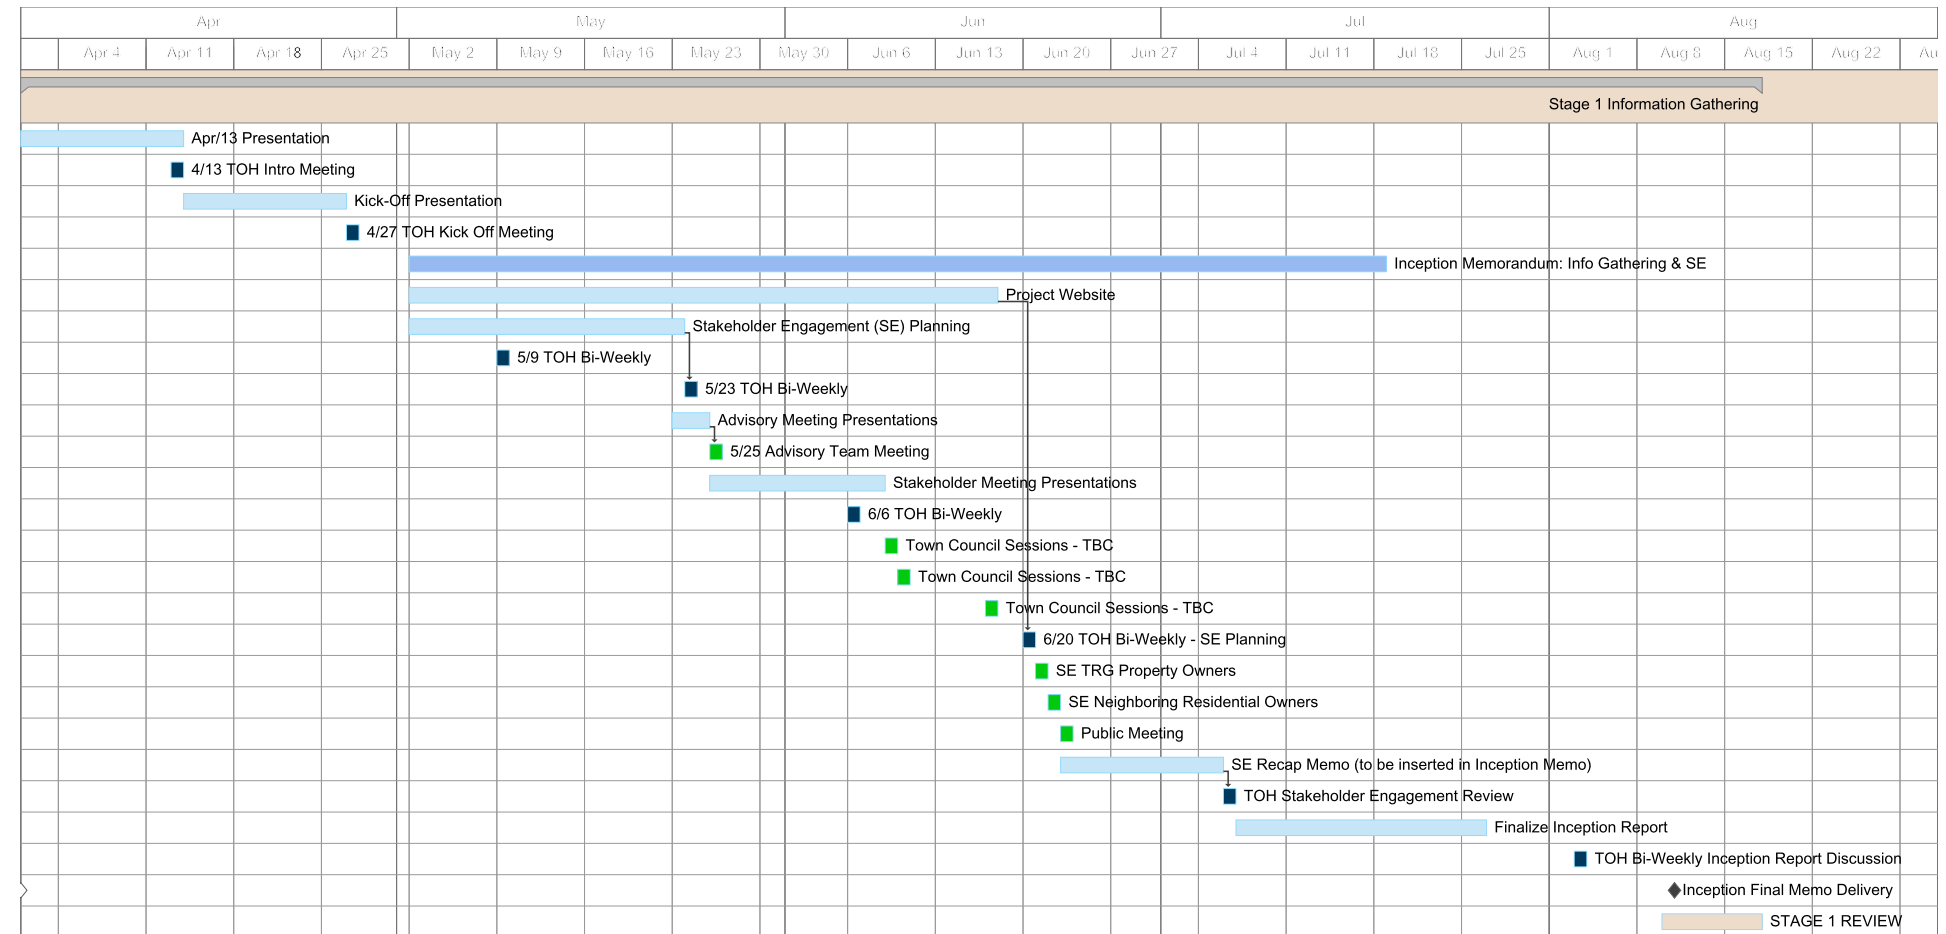 Apr May Jun Jul Aug
Apr 4 Apr 11 Apr 18 Apr 25 May 2 May 9 May 16 May 23 May 30 Jun 6 Jun 13 Jun 20 Jun 27 Jul 4 Jul 11 Jul 18 Jul 25 Aug 1 Aug 8 Aug 15 Aug 22 Au
Stage 1 Information Gathering
Apr/13 Presentation
4/13 TOH Intro Meeting
Kick-Off Presentation
4/27 TOH Kick Off Meeting
Inception Memorandum: Info Gathering & SE
Project Website
Stakeholder Engagement (SE) Planning
5/9 TOH Bi-Weekly
5/23 TOH Bi-Weekly
Advisory Meeting Presentations
5/25 Advisory Team Meeting
Stakeholder Meeting Presentations
6/6 TOH Bi-Weekly
Town Council Sessions - TBC
Town Council Sessions - TBC
Town Council Sessions - TBC
6/20 TOH Bi-Weekly - SE Planning
SE TRG Property Owners
SE Neighboring Residential Owners
Public Meeting
SE Recap Memo (to be inserted in Inception Memo)
TOH Stakeholder Engagement Review
Finalize Inception Report
TOH Bi-Weekly Inception Report Discussion
Inception Final Memo Delivery
STAGE 1 REVIEW